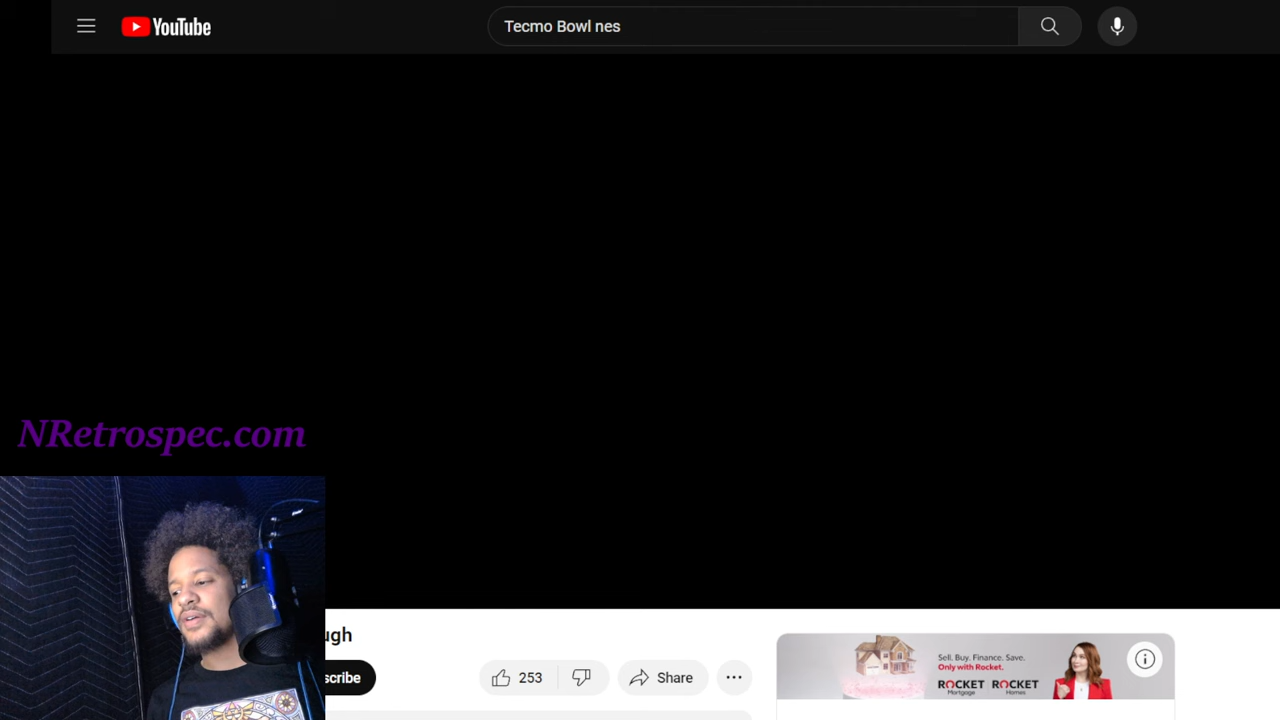 YouTube
Tecmo Bowl nes
NRetrospec.com
ugh
scribe
253
Share
Sell. Buy. Finance. Save.
Only with Rocket.
ROCKET
Mortgage
ROCKET
Homes